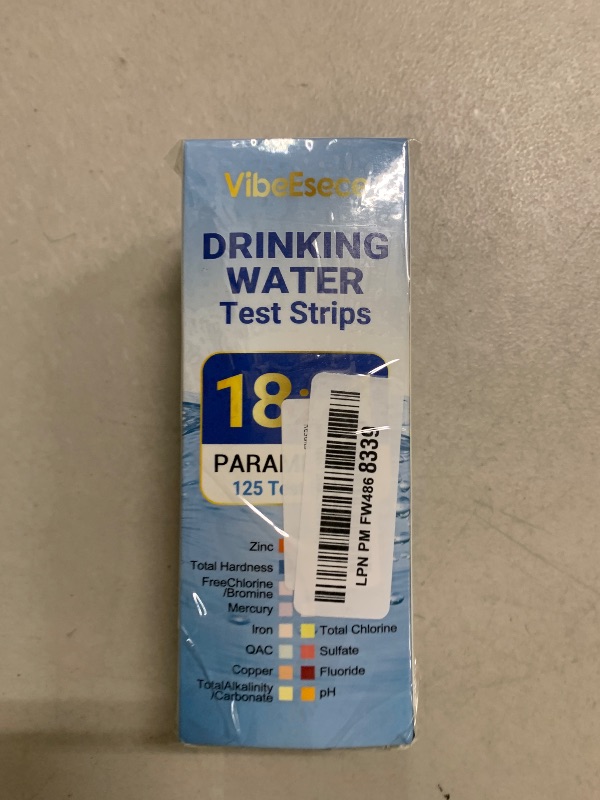 VibeEsece
DRINKING
WATER
Test Strips
18
PARA
125
LPN PM FW486 8339
Zinc
Total Hardness
FreeChlorine
/Bromine
Mercury
Iron
Total Chlorine
QAC
Sulfate
Copper
Fluoride
TotalAlkalinity
/Carbonate
pH